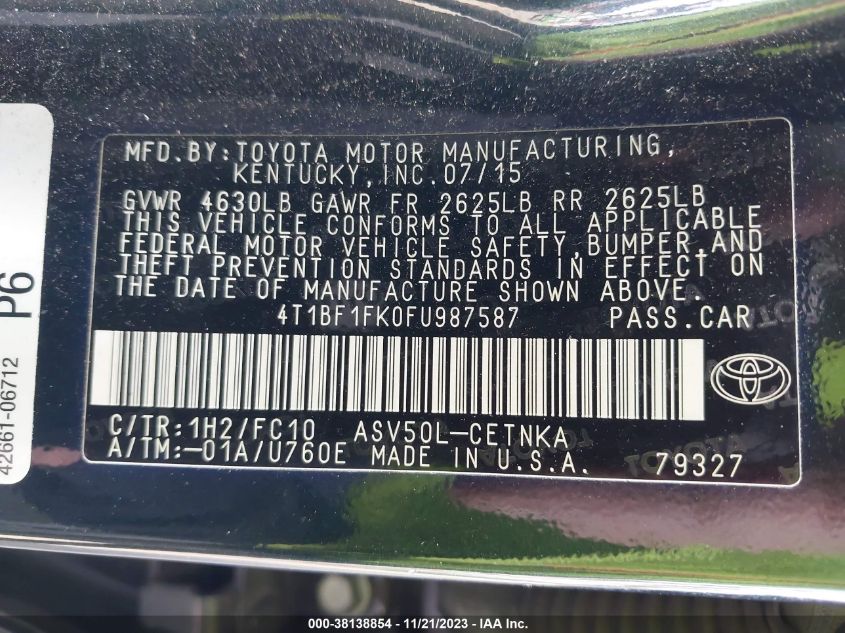 MFD.BY:TOYOTA MOTOR MANUFACTURING,
KENTUCKY,INC.07/15
GVWR 4630LB GAWR FR 2625LB RR 2625LB
THIS VEHICLE CONFORMS TO ALL APPLICABLE
FEDERAL MOTOR VEHICLE SAFETY,BUMPER,AND
THEFT PREVENTION STANDARDS IN EFFECT ON
THE DATE OF MANUFACTURE SHOWN ABOVE.
4T1BF1FK0FU987587 PASS.CAR
C/TR:1H2/FC10 ASV50L-CETNKA
A/TM:-01A/U760E MADE IN U.S.A. 79327
P6
42661-06712
000-38138854 - 11/21/2023 - IAA Inc.